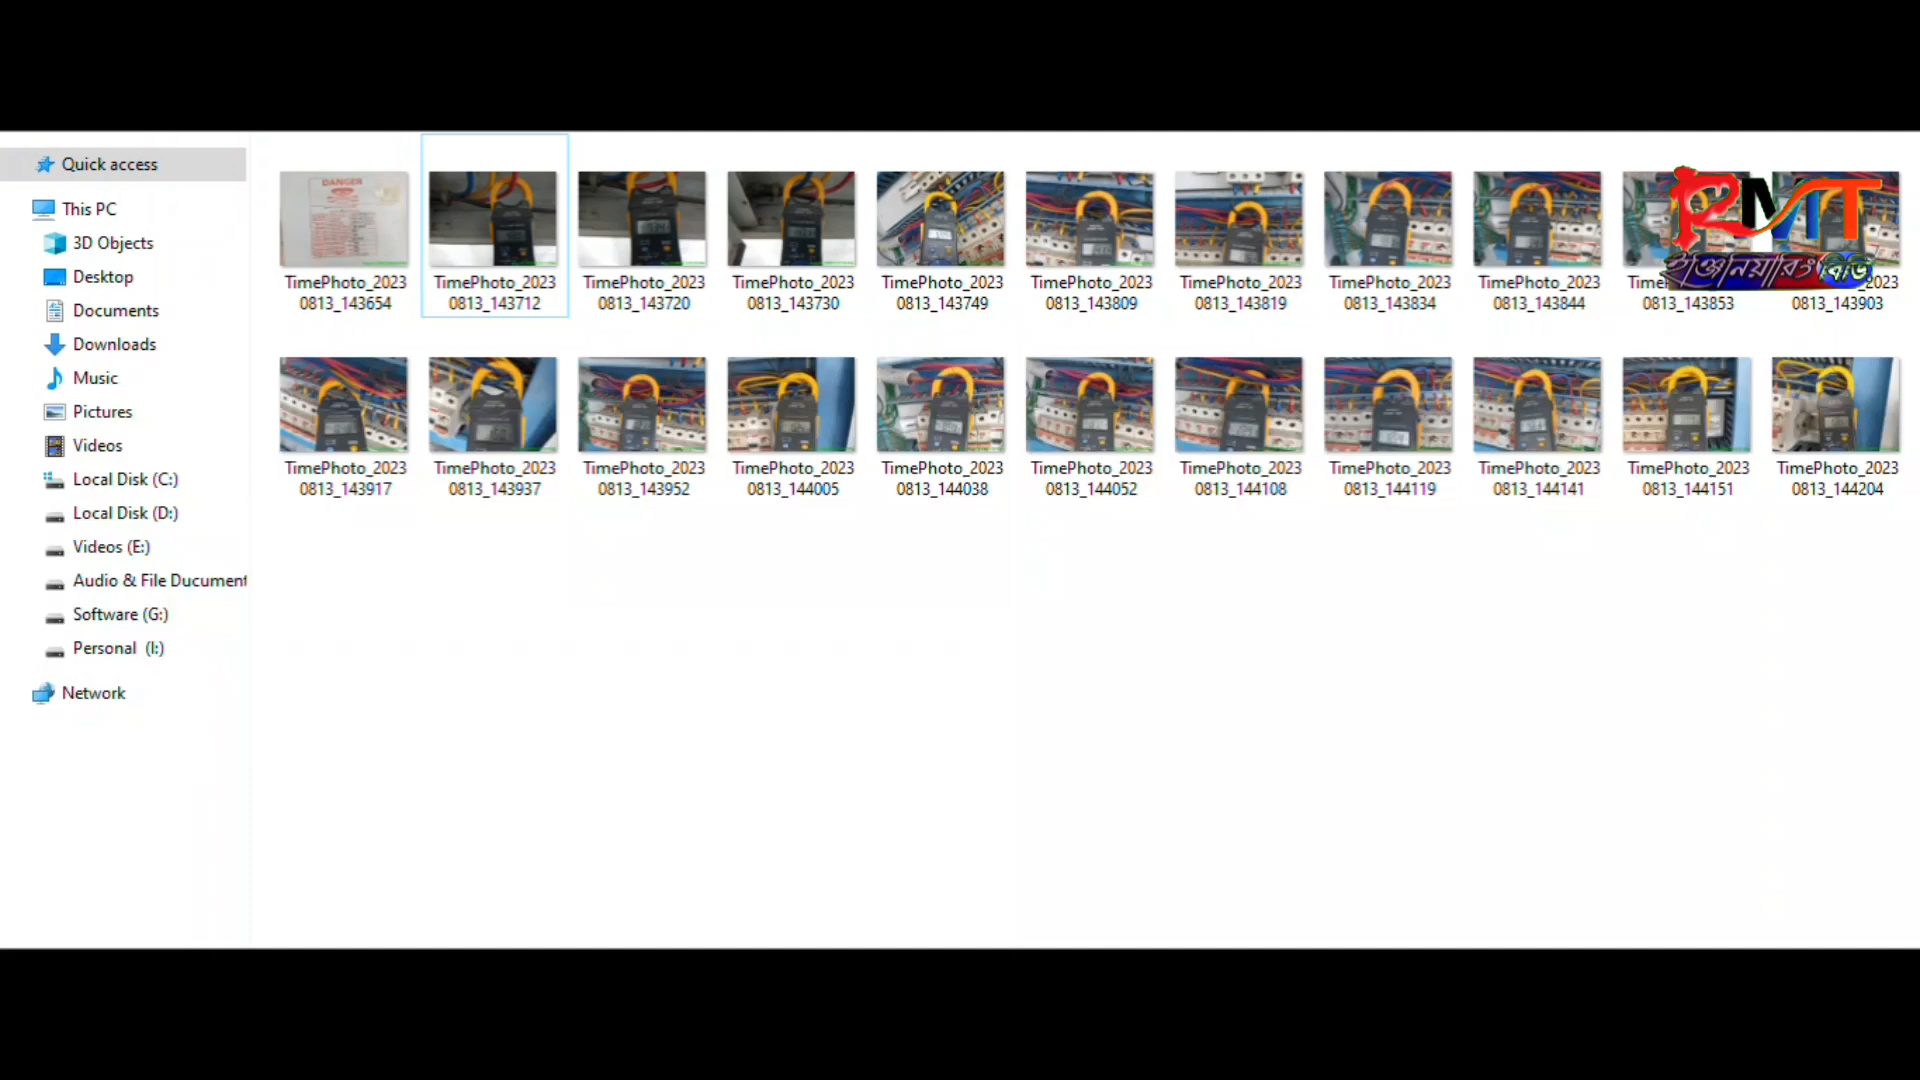 Quick access
This PC
3D Objects
Desktop
Documents
Downloads
Music
Pictures
Videos
Local Disk (C:)
Local Disk (D:)
Videos (E:)
Audio & File Ducument
Software (G:)
Personal (I:)
Network
DANGER
TimePhoto_2023
0813_143654
TimePhoto_2023
0813_143712
TimePhoto_2023
0813_143720
TimePhoto_2023
0813_143730
TimePhoto_2023
0813_143749
TimePhoto_2023
0813_143809
TimePhoto_2023
0813_143819
TimePhoto_2023
0813_143834
TimePhoto_2023
0813_143844
0813_143853
0813_143903
RMT
ইঞ্জিনিয়ারিং বিডি
TimePhoto_2023
0813_143917
TimePhoto_2023
0813_143937
TimePhoto_2023
0813_143952
TimePhoto_2023
0813_144005
TimePhoto_2023
0813_144038
TimePhoto_2023
0813_144052
TimePhoto_2023
0813_144108
TimePhoto_2023
0813_144119
TimePhoto_2023
0813_144141
TimePhoto_2023
0813_144151
TimePhoto_2023
0813_144204